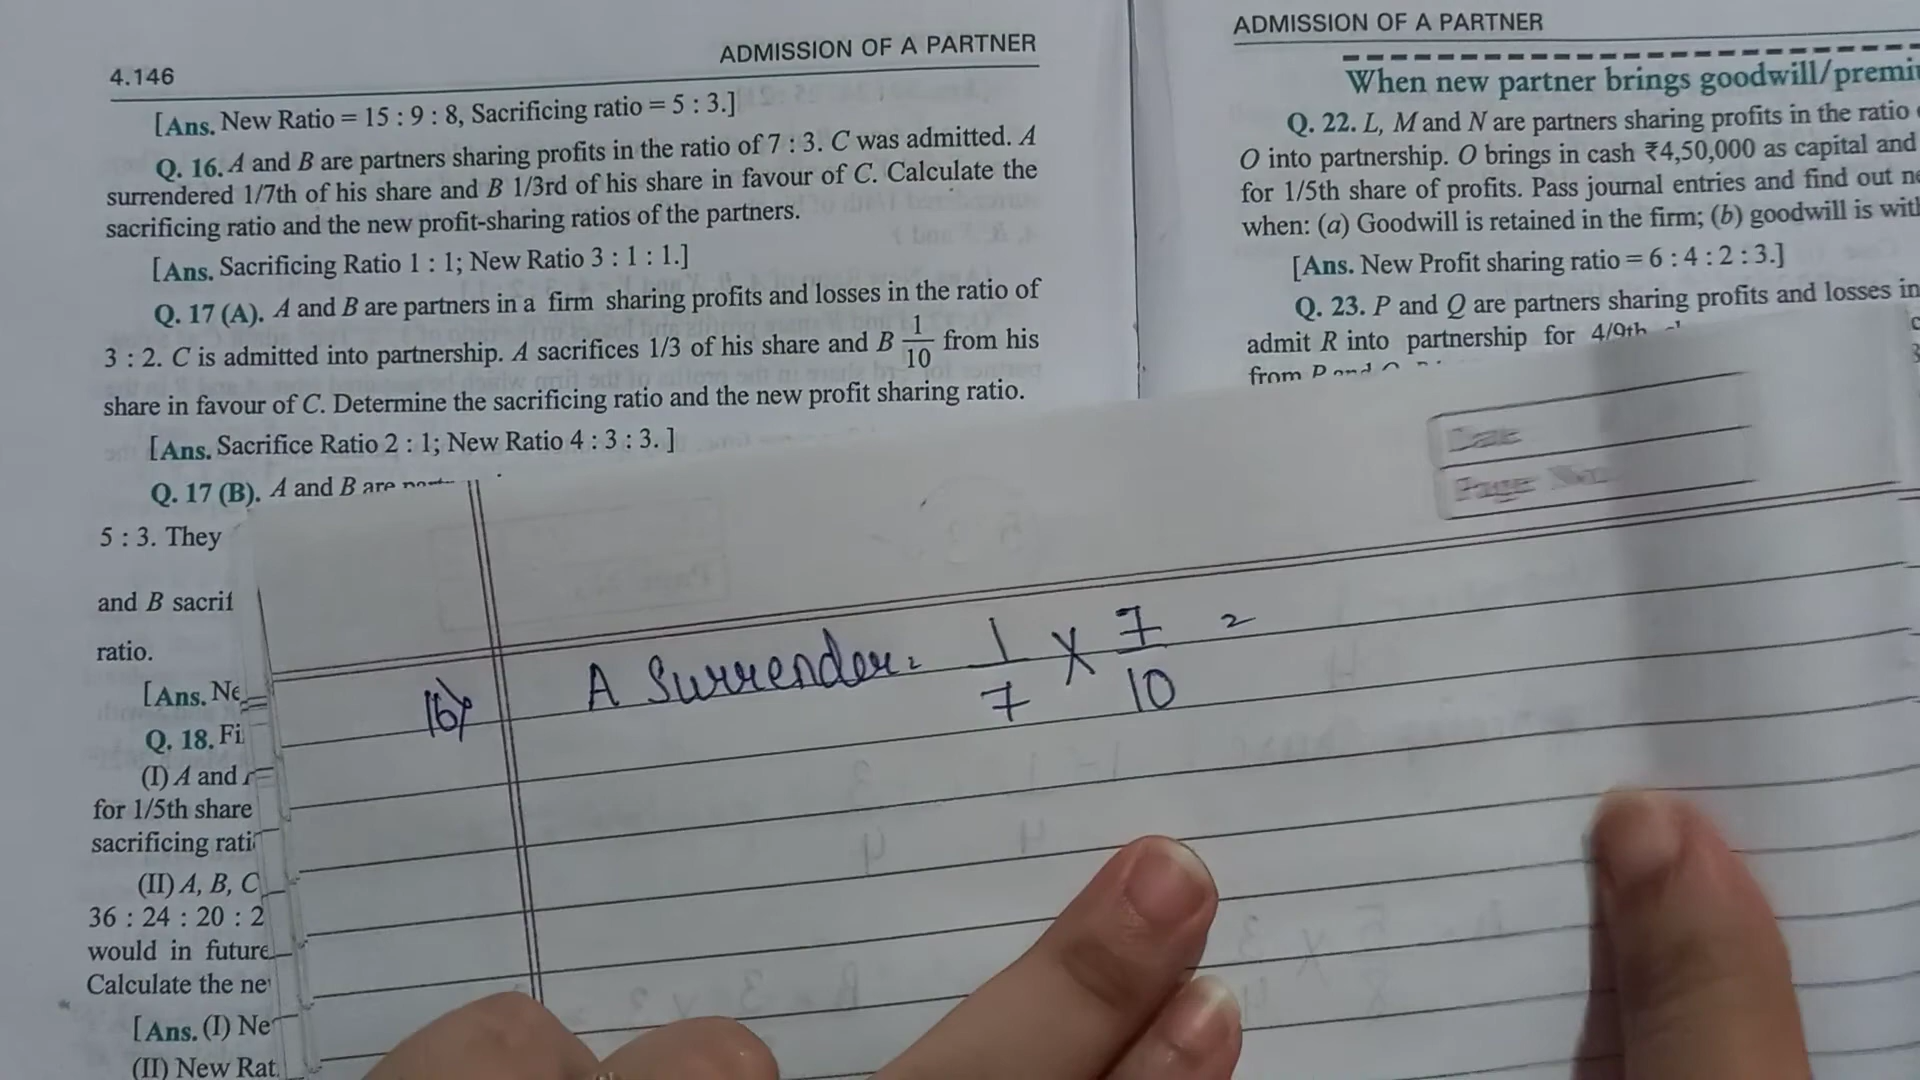 4.146
ADMISSION OF A PARTNER
[Ans. New Ratio = 15 : 9 : 8, Sacrificing ratio = 5 : 3.]
Q. 16. A and B are partners sharing profits in the ratio of 7 : 3. C was admitted. A
surrendered 1/7th of his share and B 1/3rd of his share in favour of C. Calculate the
sacrificing ratio and the new profit-sharing ratios of the partners.
[Ans. Sacrificing Ratio 1 : 1; New Ratio 3 : 1 : 1.]
Q. 17 (A). A and B are partners in a firm sharing profits and losses in the ratio of
3 : 2. C is admitted into partnership. A sacrifices 1/3 of his share and B 1/10 from his
share in favour of C. Determine the sacrificing ratio and the new profit sharing ratio.
[Ans. Sacrifice Ratio 2 : 1; New Ratio 4 : 3 : 3. ]
Q. 17 (B). A and B are
5 : 3. They
and B
ratio.
[Ans.
Q. 18.
(I) A and
for 1/5th share
sacrificing
(II) A, B, C
36 : 24 : 20 : 2
would in future
Calculate the
[Ans. (I)
(II) New
ADMISSION OF A PARTNER
When new partner brings goodwill/
Q. 22. L, M and N are partners sharing profits in the ratio
O into partnership. O brings in cash ₹4,50,000 as capital and
for 1/5th share of profits. Pass journal entries and find out
when: (a) Goodwill is retained in the firm; (b) goodwill is
[Ans. New Profit sharing ratio = 6 : 4 : 2 : 3.]
Q. 23. P and Q are partners sharing profits and losses in
admit R into partnership for 4/9th
from P and
Date
Page No.
16) A Surrender = 1/7 × 7/10 =